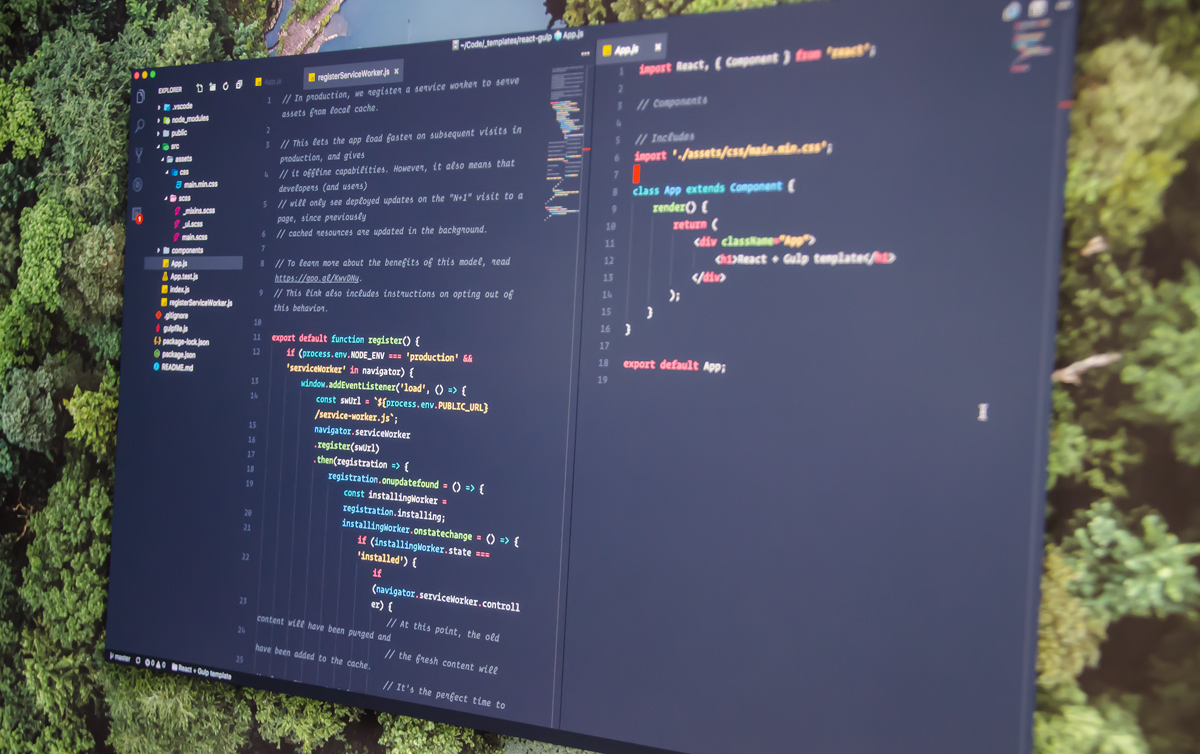 ~/Code/_templates/react-gulp App.js
EXPLORER
.vscode
node_modules
public
src
assets
css
main.min.css
scss
_mixins.scss
_ui.scss
main.scss
components
App.js
App.test.js
index.js
registerServiceWorker.js
.gitignore
gulpfile.js
package-lock.json
package.json
README.md
master 0 0 React + Gulp template
App.js
registerServiceWorker.js ×
1 // In production, we register a service worker to serve
assets from local cache.
2
3 // This lets the app load faster on subsequent visits in
production, and gives
4 // it offline capabilities. However, it also means that
developers (and users)
5 // will only see deployed updates on the "N+1" visit to a
page, since previously
6 // cached resources are updated in the background.
7
8 // To learn more about the benefits of this model, read
https://goo.gl/KwvDNy.
9 // This link also includes instructions on opting out of
this behavior.
10
11 export default function register() {
12 if (process.env.NODE_ENV === 'production' &&
'serviceWorker' in navigator) {
13 window.addEventListener('load', () => {
14 const swUrl = `${process.env.PUBLIC_URL}
/service-worker.js`;
15 navigator.serviceWorker
16 .register(swUrl)
17 .then(registration => {
18 registration.onupdatefound = () => {
19 const installingWorker =
registration.installing;
20 installingWorker.onstatechange = () => {
21 if (installingWorker.state ===
'installed') {
22 if
(navigator.serviceWorker.controll
er) {
23 // At this point, the old
content will have been purged and
24 // the fresh content will
have been added to the cache.
25 // It's the perfect time to
App.js ×
1 import React, { Component } from 'react';
2
3 // Components
4
5 // Includes
6 import './assets/css/main.min.css';
7
8 class App extends Component {
9 render() {
10 return (
11 <div className="App">
12 <h1>React + Gulp template</h1>
13 </div>
14 );
15 }
16 }
17
18 export default App;
19